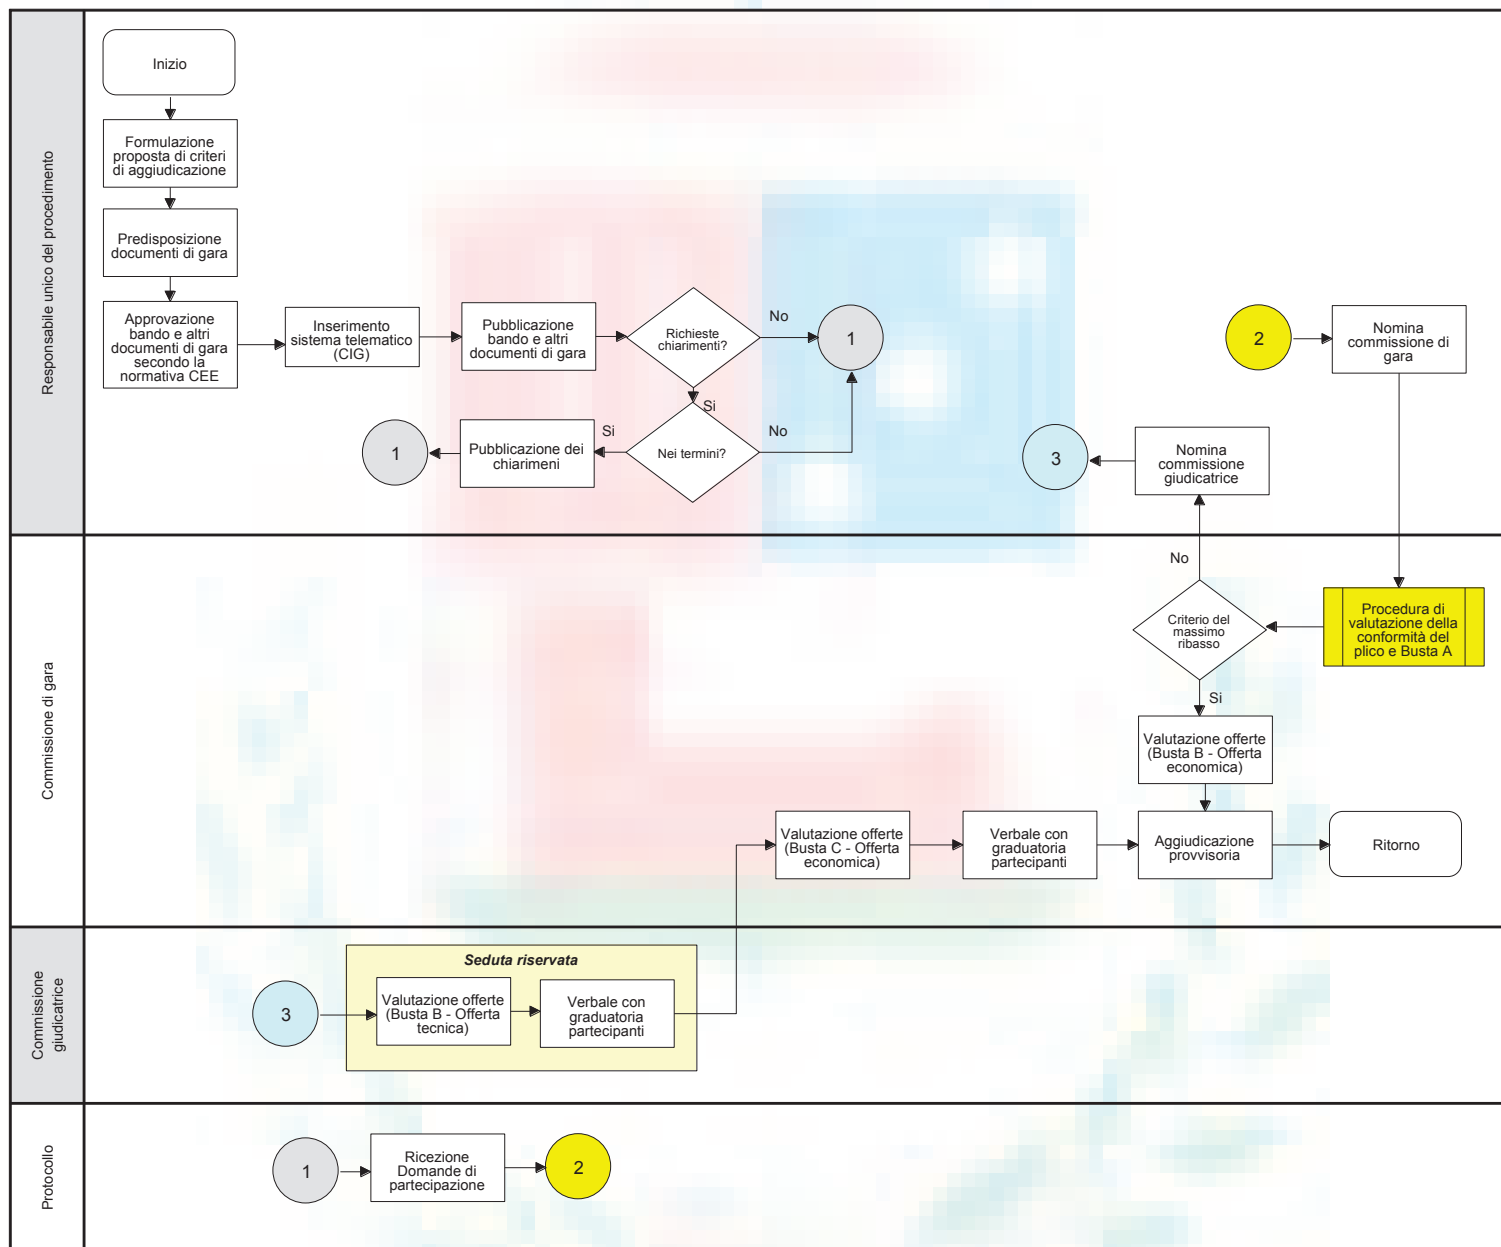 Responsabile unico del procedimento
Inizio
Formulazione
proposta di criteri
di aggiudicazione
Predisposizione
documenti di gara
Approvazione
bando e altri
documenti di gara
secondo la
normativa CEE
Inserimento
sistema telematico
(CIG)
Pubblicazione
bando e altri
documenti di gara
Richieste
chiarimenti?
No
1
Si
Nei termini?
No
Si
Pubblicazione dei
chiarimeni
1
2
Nomina
commissione di
gara
Nomina
commissione
giudicatrice
3
Commissione di gara
No
Criterio del
massimo
ribasso
Procedura di
valutazione della
conformità del
plico e Busta A
Si
Valutazione offerte
(Busta B - Offerta
economica)
Valutazione offerte
(Busta C - Offerta
economica)
Verbale con
graduatoria
partecipanti
Aggiudicazione
provvisoria
Ritorno
Commissione
giudicatrice
3
Seduta riservata
Valutazione offerte
(Busta B - Offerta
tecnica)
Verbale con
graduatoria
partecipanti
Protocollo
1
Ricezione
Domande di
partecipazione
2